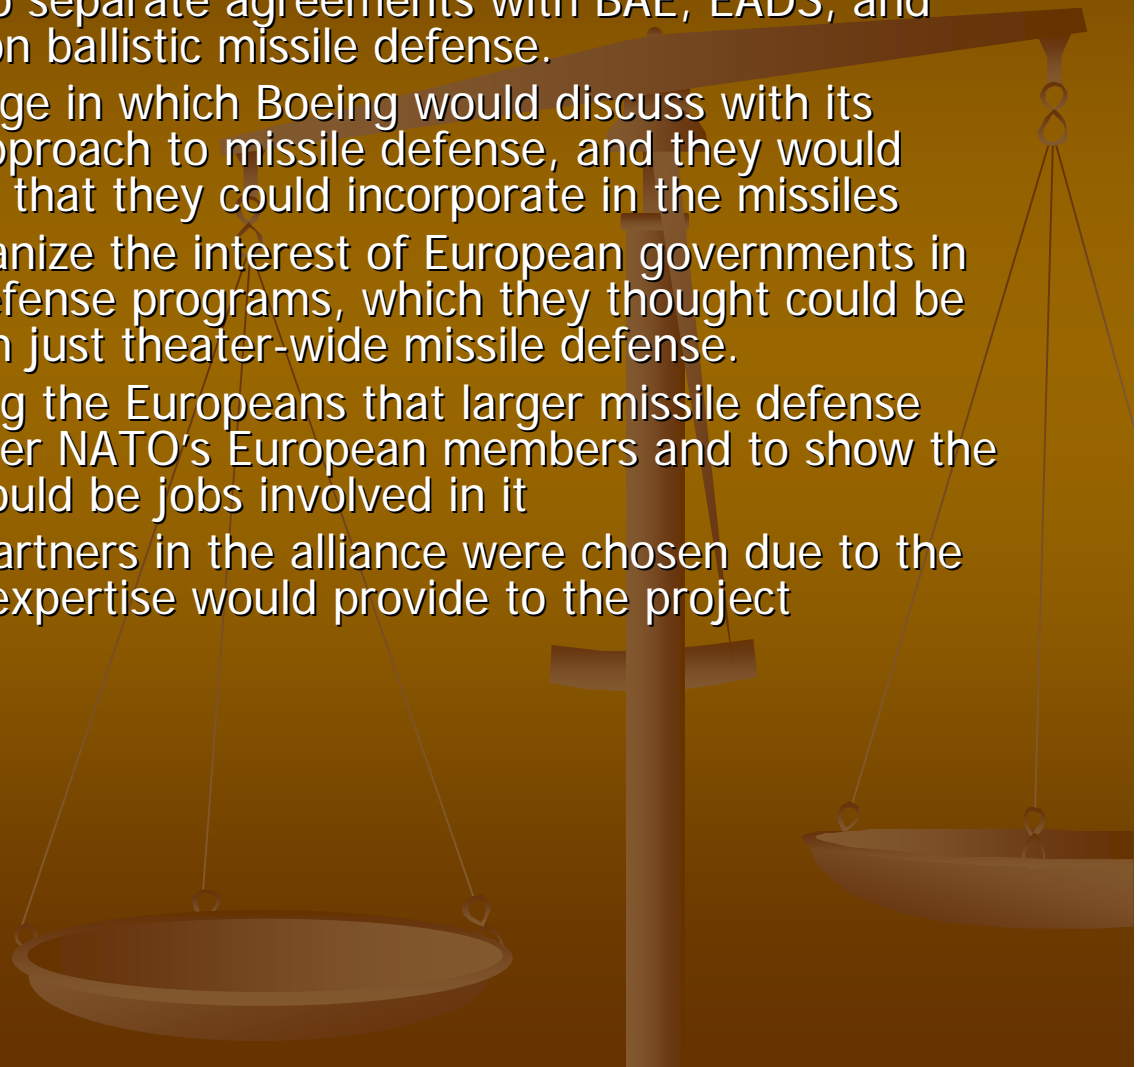 separate agreements with BAE, EADS, and
on ballistic missile defense.
ge in which Boeing would discuss with its
pproach to missile defense, and they would
that they could incorporate in the missiles
anize the interest of European governments in
efense programs, which they thought could be
n just theater-wide missile defense.
g the Europeans that larger missile defense
er NATO's European members and to show the
ould be jobs involved in it
artners in the alliance were chosen due to the
expertise would provide to the project